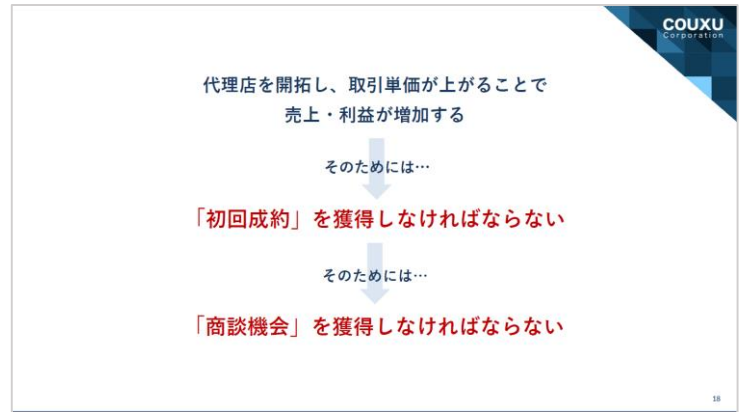 COUXU
Corporation
代理店を開拓し、取引単価が上がることで
売上・利益が増加する
そのためには…
「初回成約」を獲得しなければならない
そのためには…
「商談機会」を獲得しなければならない
18